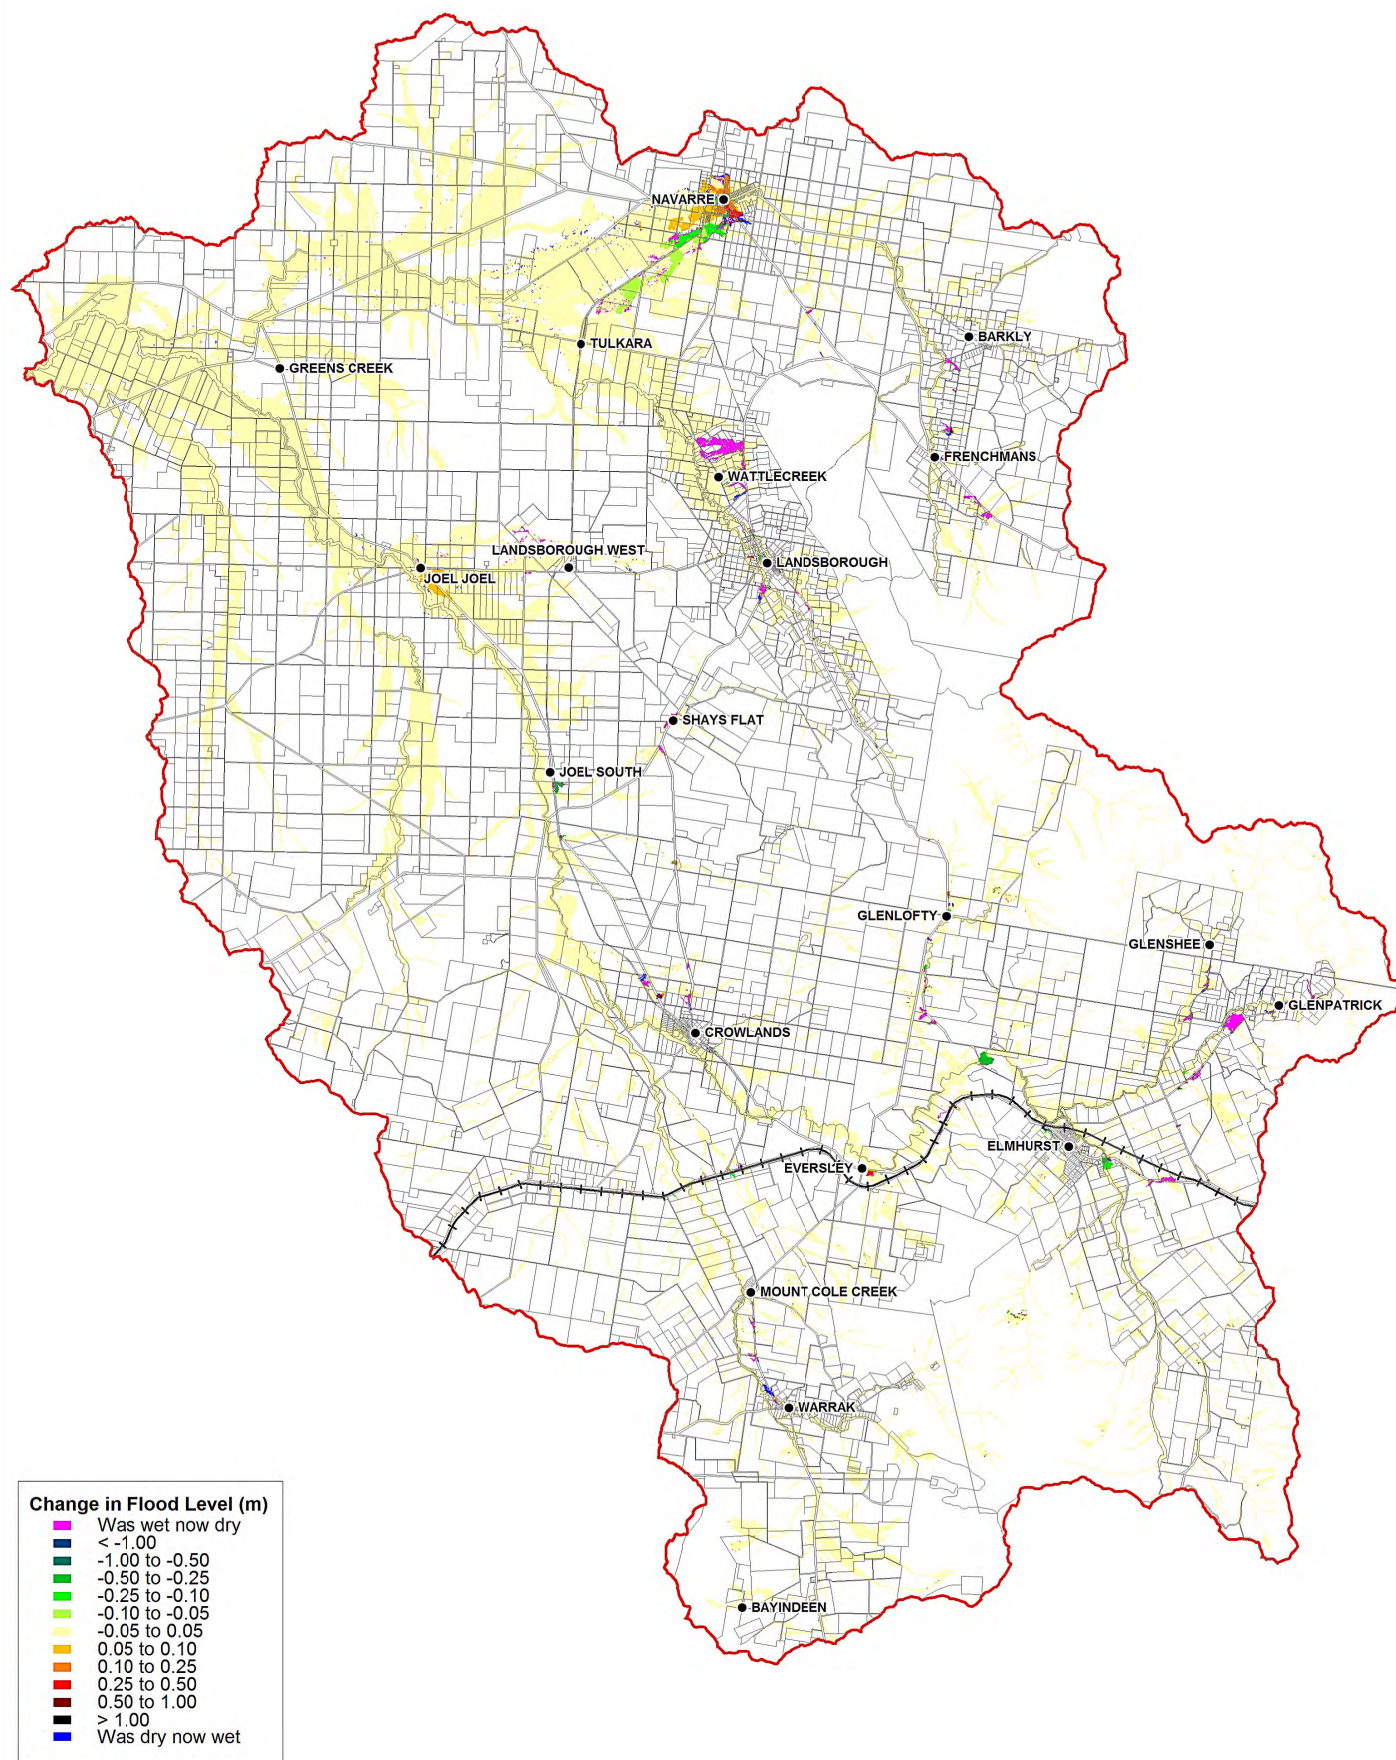 NAVARRE
BARKLY
TULKARA
GREENS CREEK
FRENCHMANS
WATTLECREEK
LANDSBOROUGH WEST
LANDSBOROUGH
JOEL JOEL
SHAYS FLAT
JOEL SOUTH
GLENLOFTY
GLENSHEE
GLENPATRICK
CROWLANDS
ELMHURST
EVERSLEY
MOUNT COLE CREEK
WARRAK
BAYINDEEN
Change in Flood Level (m)
Was wet now dry
< -1.00
-1.00 to -0.50
-0.50 to -0.25
-0.25 to -0.10
-0.10 to -0.05
-0.05 to 0.05
0.05 to 0.10
0.10 to 0.25
0.25 to 0.50
0.50 to 1.00
> 1.00
Was dry now wet